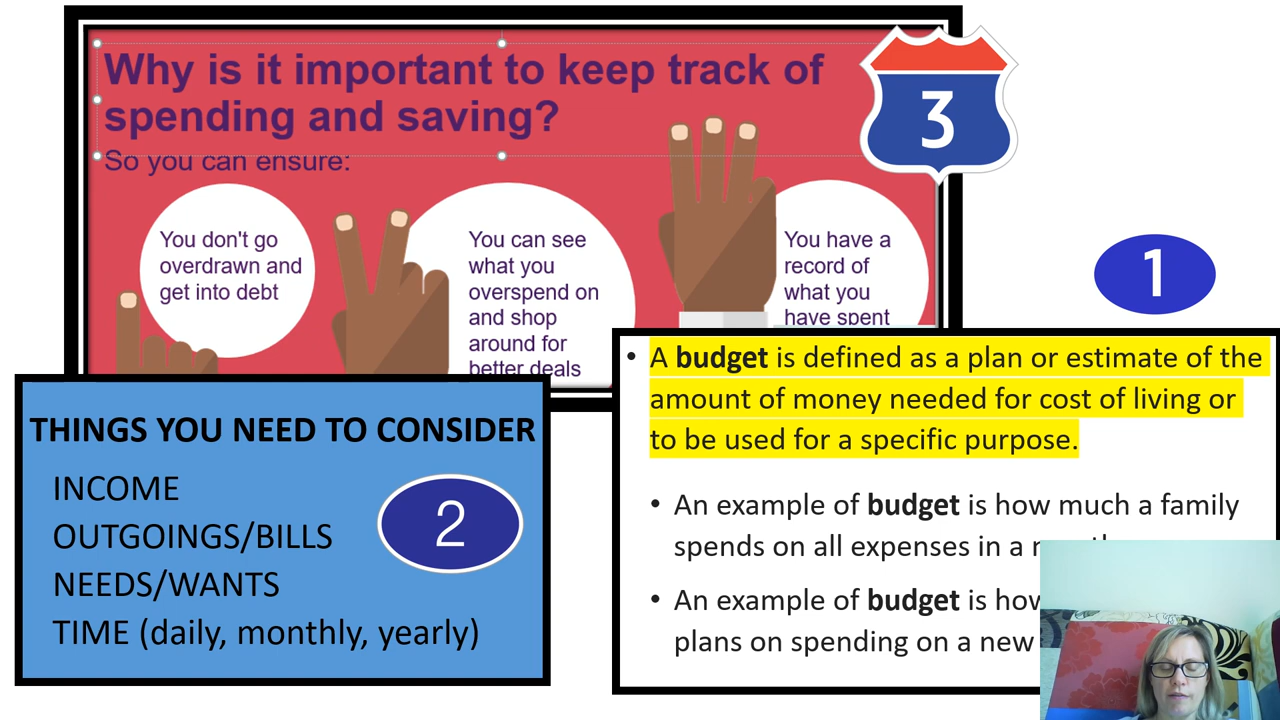 Why is it important to keep track of
spending and saving?
So you can ensure:
3
You don't go
overdrawn and
get into debt
You can see
what you
overspend on
and shop
around for
better deals
You have a
record of
what you
have spent
1
• A budget is defined as a plan or estimate of the
amount of money needed for cost of living or
to be used for a specific purpose.
• An example of budget is how much a family
spends on all expenses in a
• An example of budget is how
plans on spending on a new
THINGS YOU NEED TO CONSIDER
INCOME
OUTGOINGS/BILLS
NEEDS/WANTS
TIME (daily, monthly, yearly)
2